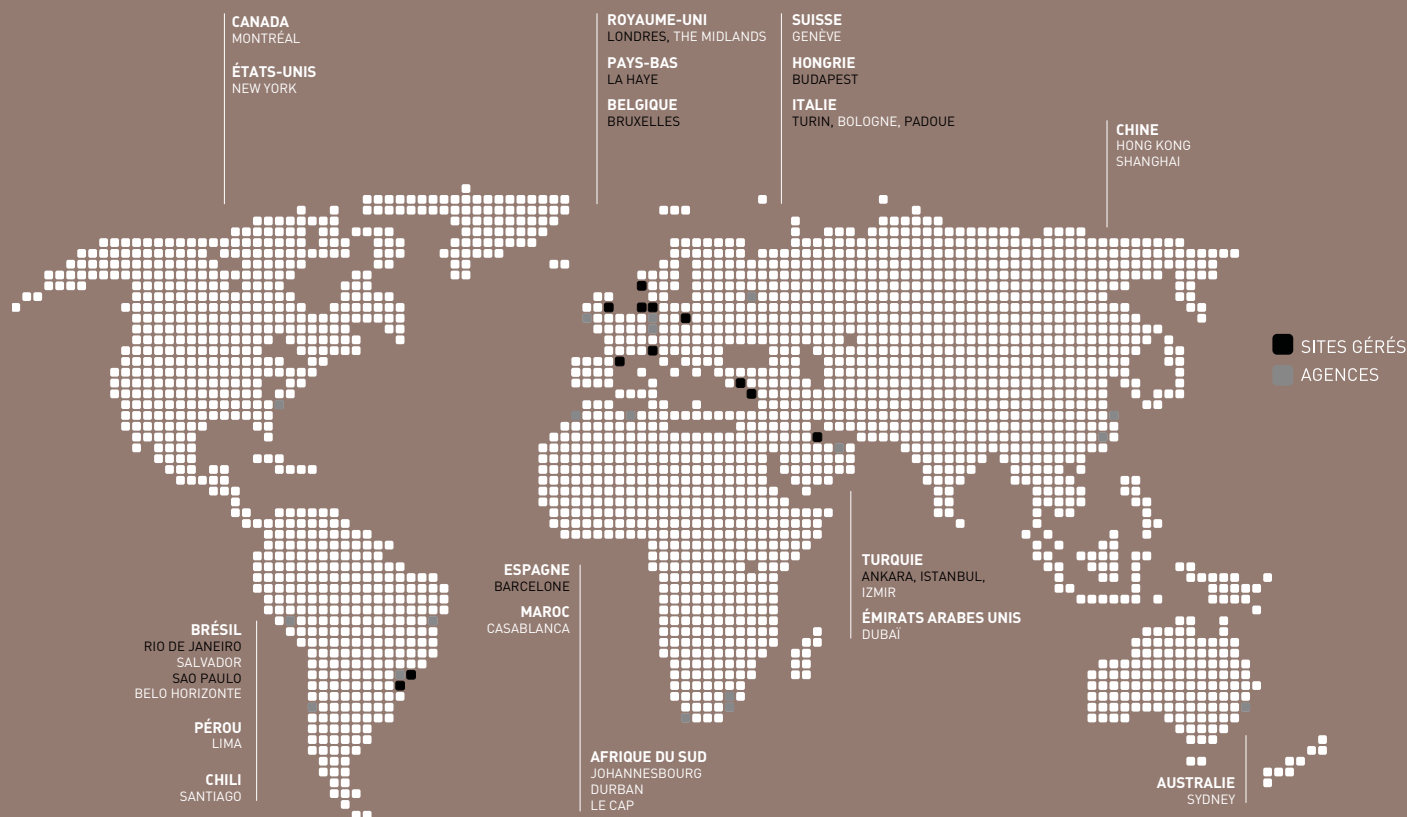 CANADA
MONTRÉAL
ÉTATS-UNIS
NEW YORK
ROYAUME-UNI
LONDRES, THE MIDLANDS
PAYS-BAS
LA HAYE
BELGIQUE
BRUXELLES
SUISSE
GENÈVE
HONGRIE
BUDAPEST
ITALIE
TURIN, BOLOGNE, PADOUE
CHINE
HONG KONG
SHANGHAI
SITES GÉRÉS
AGENCES
ESPAGNE
BARCELONE
MAROC
CASABLANCA
TURQUIE
ANKARA, ISTANBUL,
IZMIR
ÉMIRATS ARABES UNIS
DUBAÏ
BRÉSIL
RIO DE JANEIRO
SALVADOR
SAO PAULO
BELO HORIZONTE
PÉROU
LIMA
CHILI
SANTIAGO
AFRIQUE DU SUD
JOHANNESBOURG
DURBAN
LE CAP
AUSTRALIE
SYDNEY